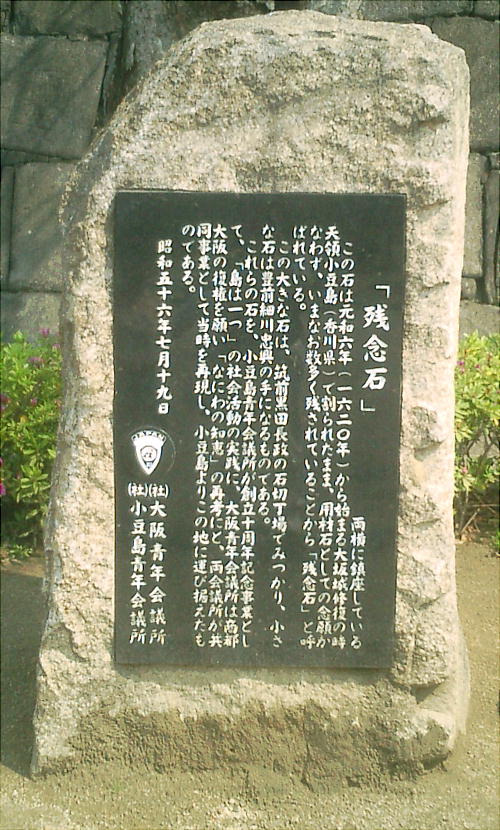 「残念石」
両横に鎮座している
この石は元和六年(一六二〇年)から始まる大坂城修復の時
天領小豆島(香川県)で割られたまま、用材石としての念願か
なわず、いまなお数多く残されていることから「残念石」と呼
ばれている。
この大きな石は、筑前黒田長政の石切丁場でみつかり、小さ
な石は豊前細川忠興の手になるものである。
これらの石を、小豆島青年会議所が創立十周年記念事業とし
て、「島は一つ」の社会活動の実践に、大阪青年会議所は商都
大阪の復権を願い「なにわの知恵」の再考にと、両会議所が共
同事業として当時を再現し、小豆島よりこの地に運び据えたも
のである。
昭和五十六年七月十九日
(社)大阪青年会議所
(社)小豆島青年会議所